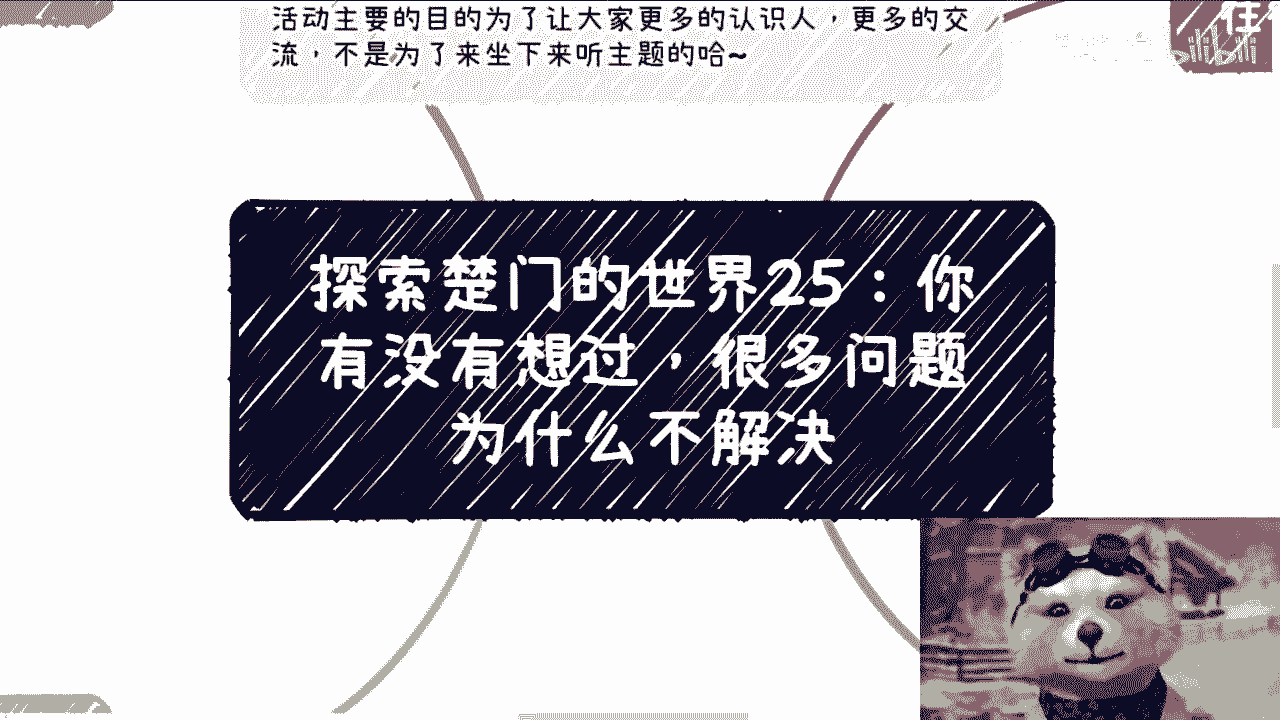 活动主要的目的为了让大家更多的认识人，更多的交
流，不是为了来坐下来听主题的哈~
住
bilibili
探索楚门的世界25：你
有没有想过，很多问题
为什么不解决